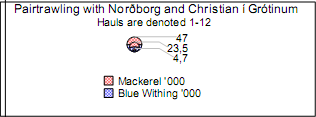 Pairtrawling with Norðborg and Christian í Grótinum
Hauls are denoted 1-12
47
23,5
4,7
Mackerel '000
Blue Withing '000